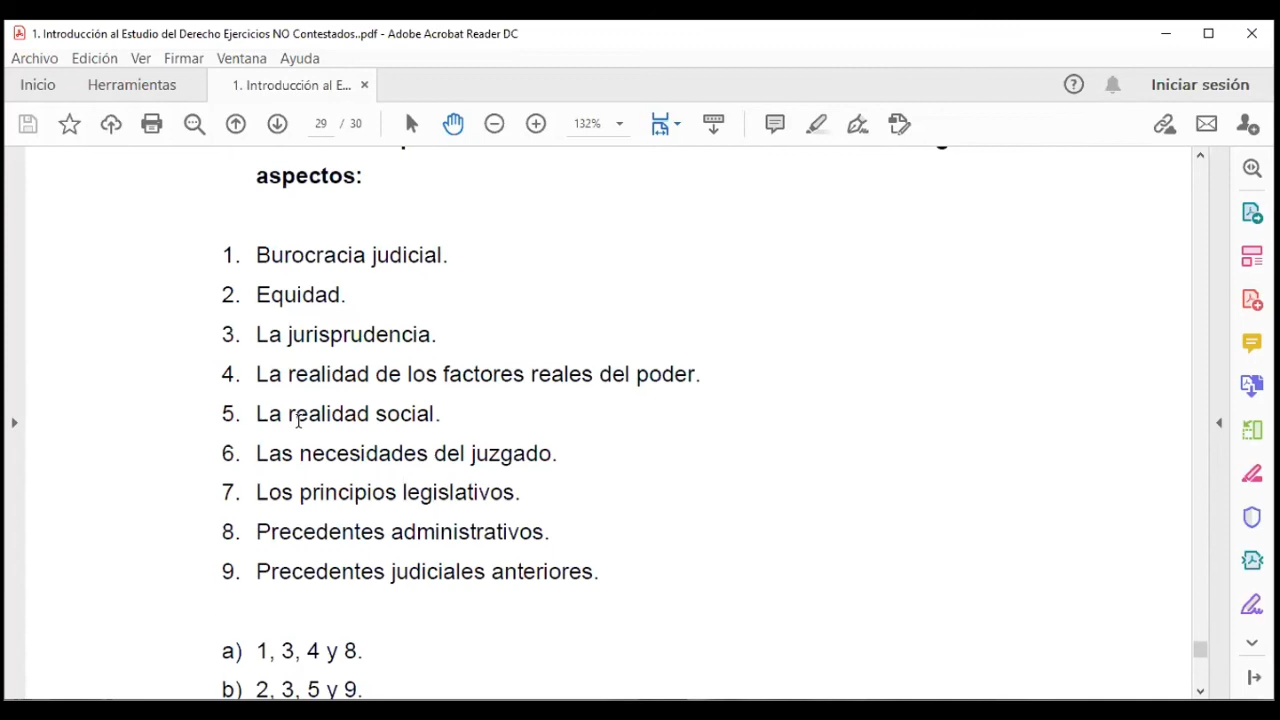 1. Introducción al Estudio del Derecho Ejercicios NO Contestados..pdf - Adobe Acrobat Reader DC
Archivo Edición Ver Firmar Ventana Ayuda
Inicio Herramientas 1. Introducción al E... × Iniciar sesión
29 / 30 132%
aspectos:
1. Burocracia judicial.
2. Equidad.
3. La jurisprudencia.
4. La realidad de los factores reales del poder.
5. La realidad social.
6. Las necesidades del juzgado.
7. Los principios legislativos.
8. Precedentes administrativos.
9. Precedentes judiciales anteriores.
a) 1, 3, 4 y 8.
b) 2, 3, 5 y 9.